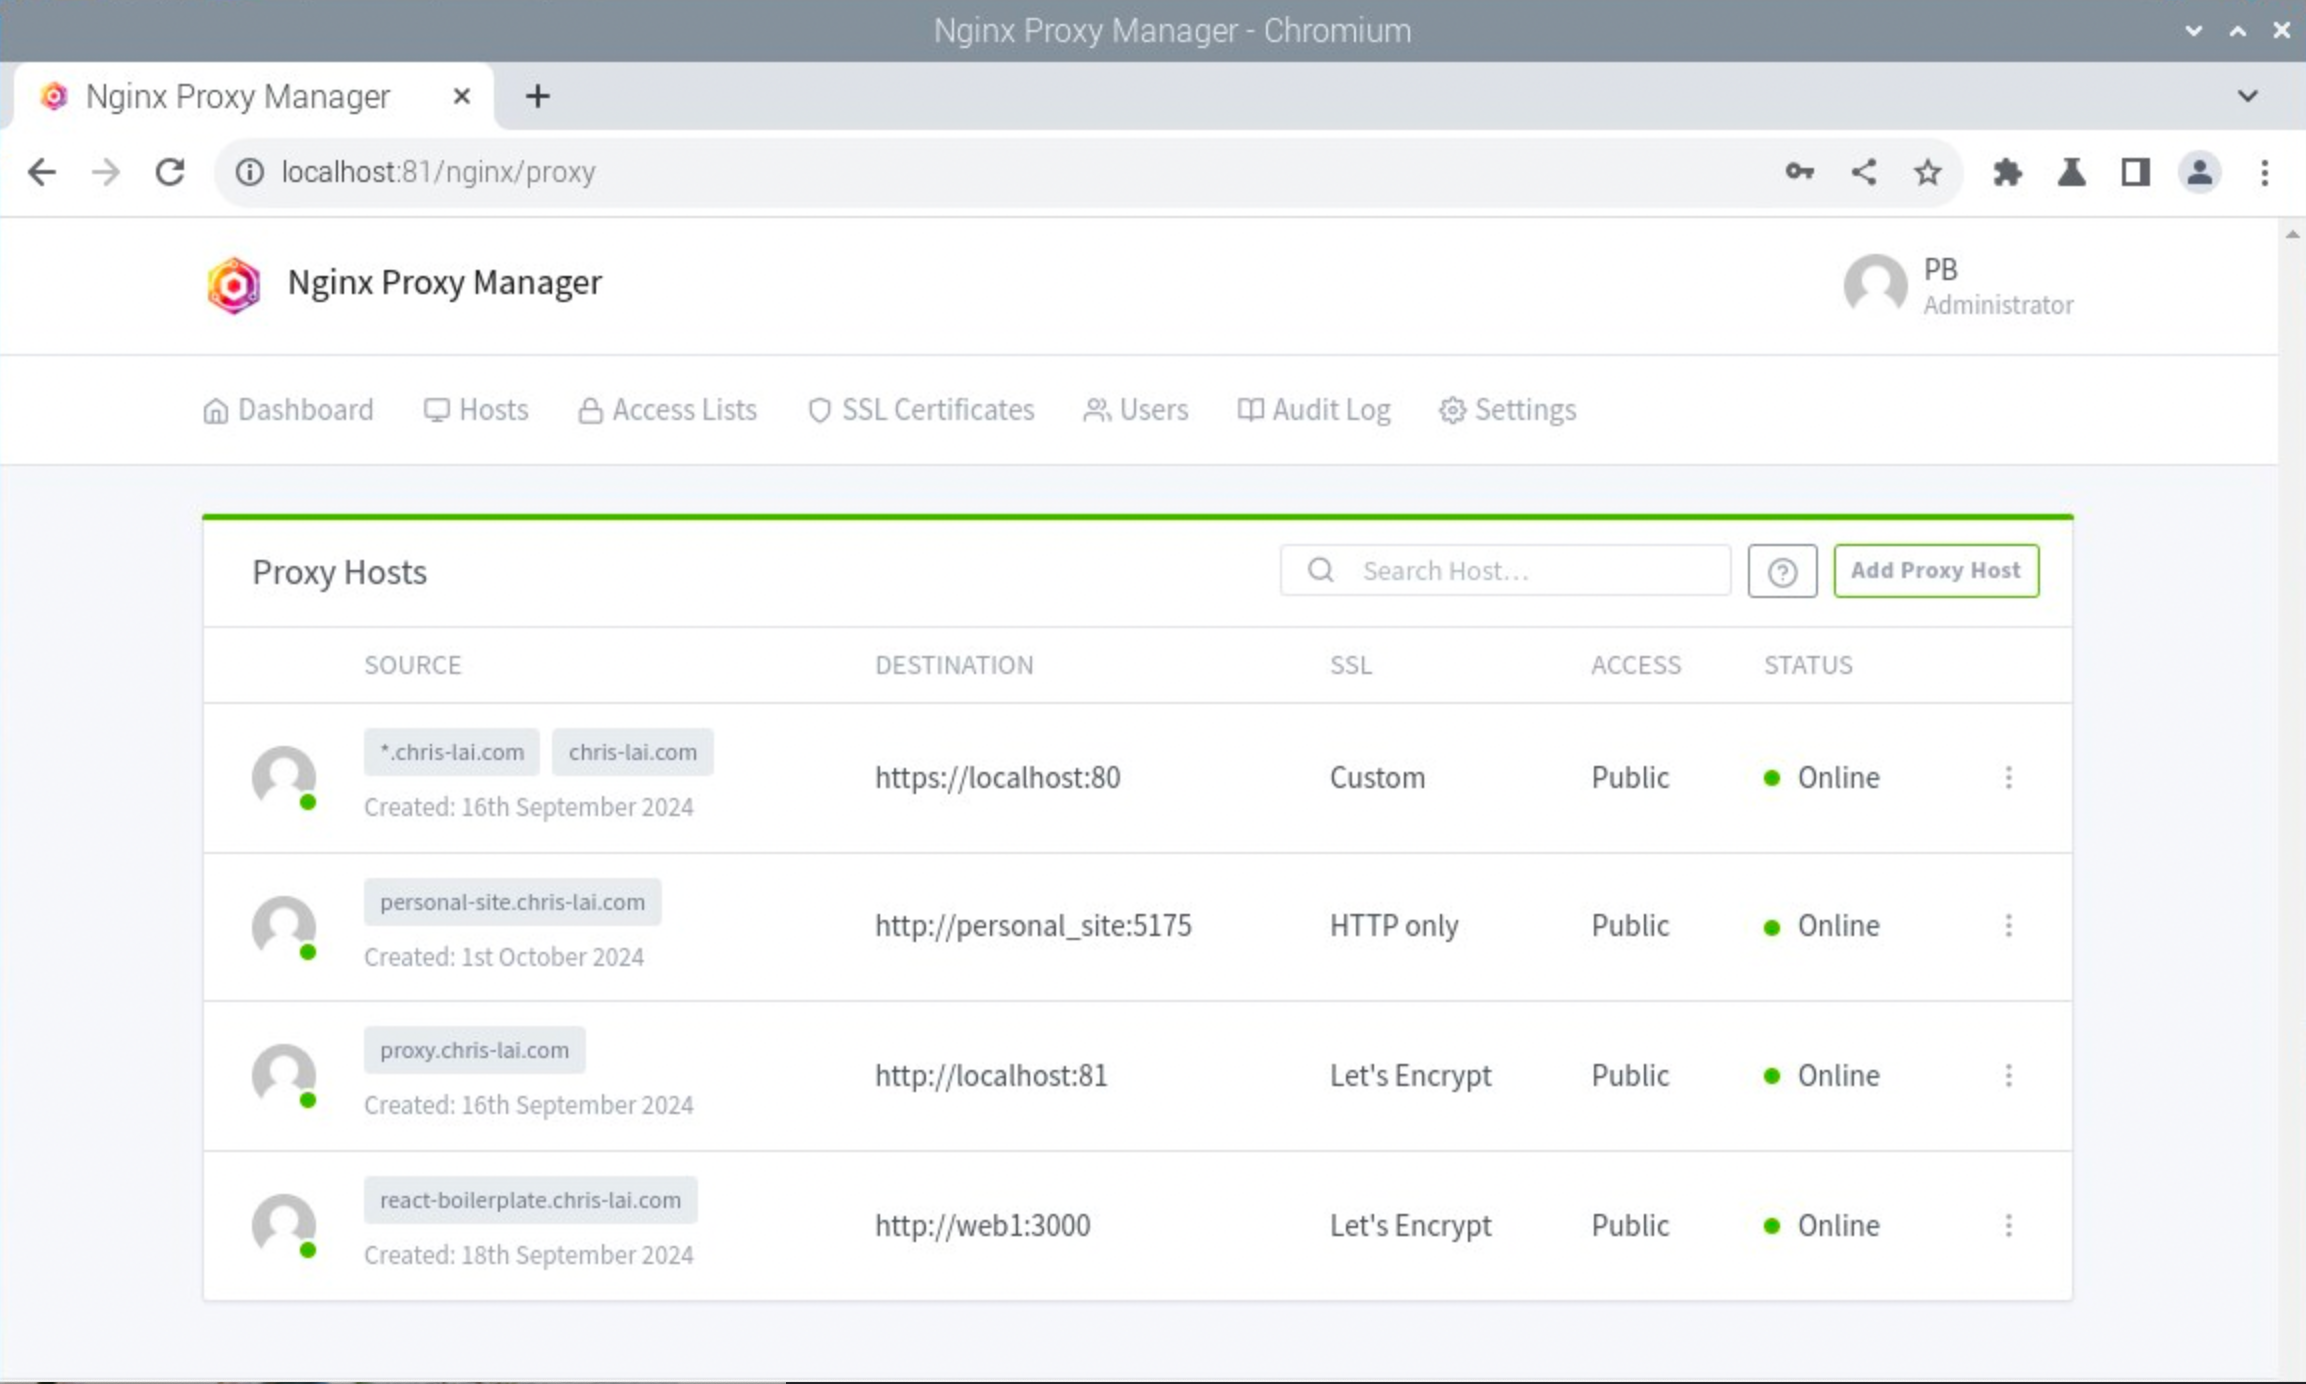 Nginx Proxy Manager - Chromium
Nginx Proxy Manager
localhost:81/nginx/proxy
Nginx Proxy Manager
PB
Administrator
Dashboard Hosts Access Lists SSL Certificates Users Audit Log Settings
Proxy Hosts
Search Host...
Add Proxy Host
SOURCE DESTINATION SSL ACCESS STATUS
*.chris-lai.com chris-lai.com
Created: 16th September 2024
https://localhost:80 Custom Public Online
personal-site.chris-lai.com
Created: 1st October 2024
http://personal_site:5175 HTTP only Public Online
proxy.chris-lai.com
Created: 16th September 2024
http://localhost:81 Let's Encrypt Public Online
react-boilerplate.chris-lai.com
Created: 18th September 2024
http://web1:3000 Let's Encrypt Public Online